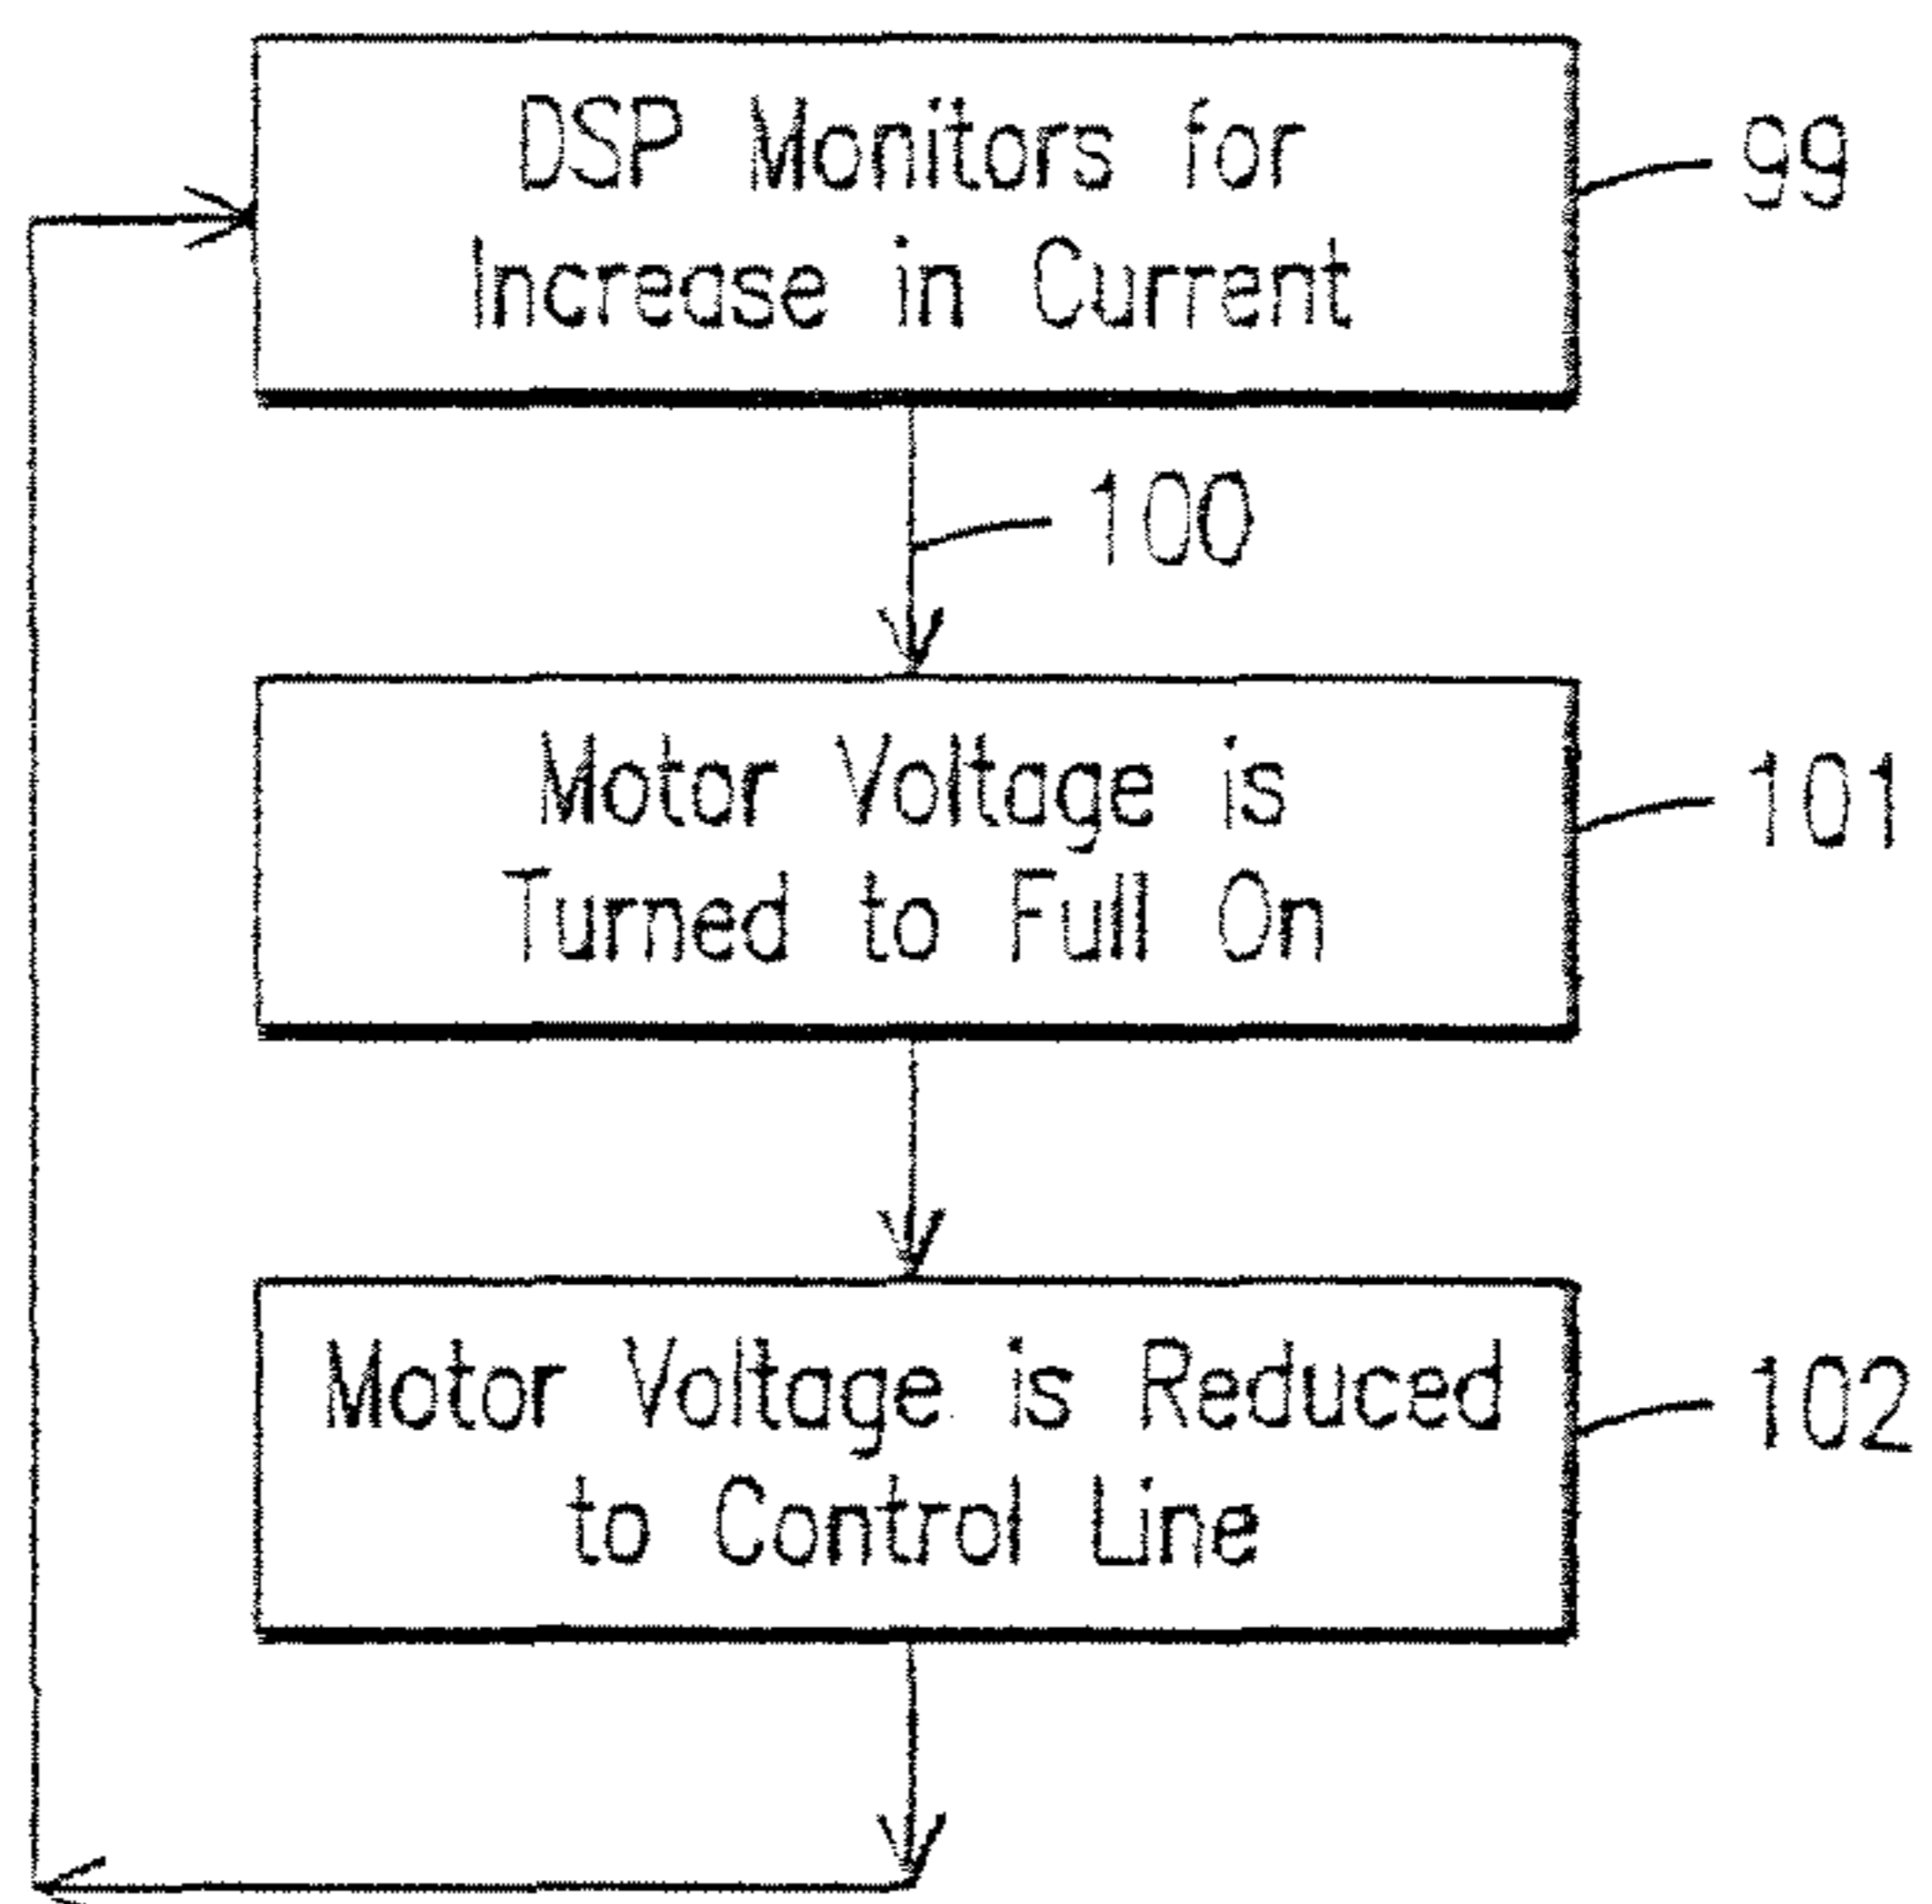 DSP Monitors for
Increase in Current
99
100
Motor Voltage is
Turned to Full On
101
Motor Voltage is Reduced
to Control Line
102